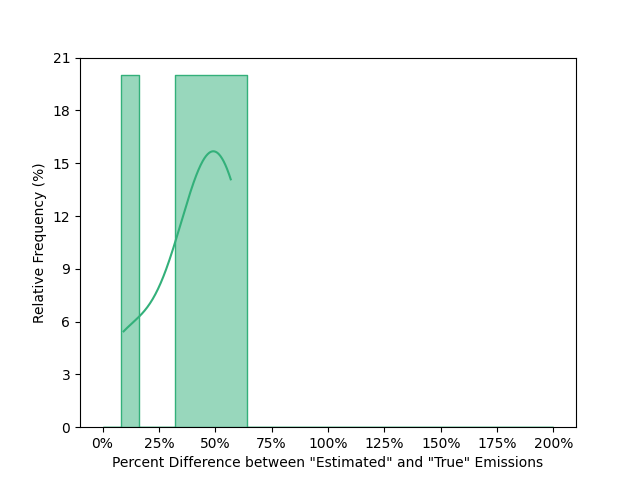 21
18
15
12
9
6
3
0
Relative Frequency (%)
0% 25% 50% 75% 100% 125% 150% 175% 200%
Percent Difference between "Estimated" and "True" Emissions